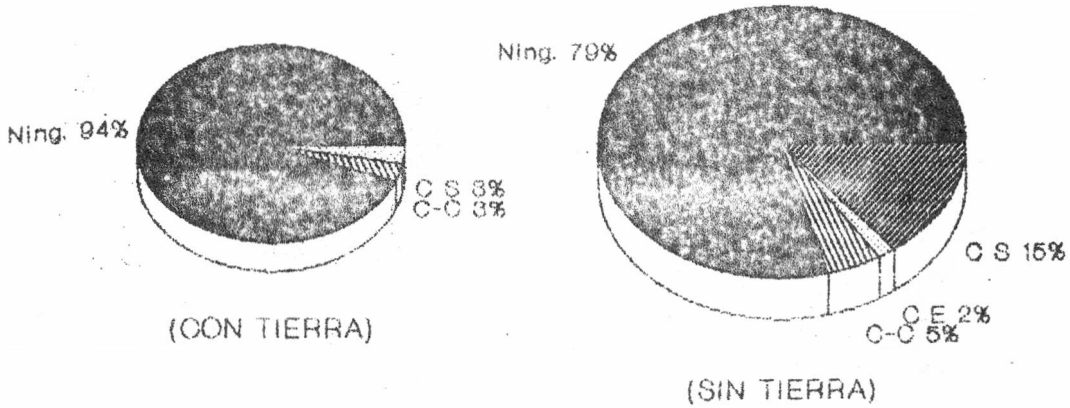 Ning. 94%
C S 3%
C-C 3%
(CON TIERRA)
Ning. 79%
C S 15%
C E 2%
C-C 5%
(SIN TIERRA)